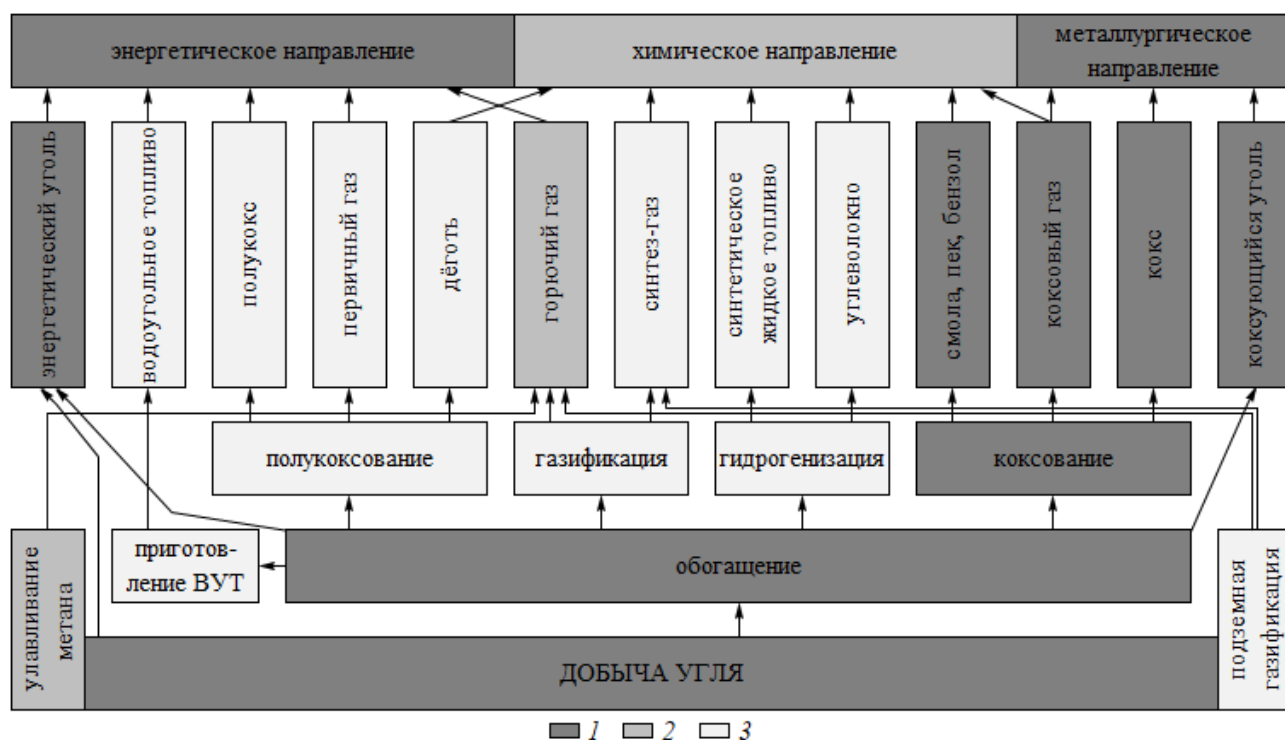 энергетическое направление
химическое направление
металлургическое
направление
энергетический уголь
водоугольное топливо
полукокс
первичный газ
дёготь
горючий газ
синтез-газ
синтетическое
жидкое топливо
углеволокно
смола, пек, бензол
коксовый газ
кокс
коксующийся уголь
полукоксование
газификация
гидрогенизация
коксование
улавливание
метана
приготов-
ление ВУТ
обогащение
подземная
газификация
ДОБЫЧА УГЛЯ
1
2
3